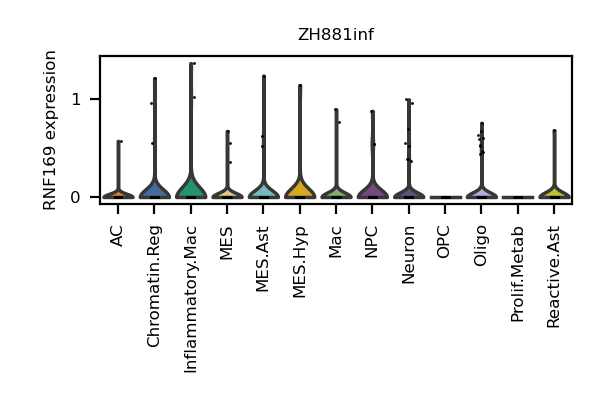 ZH881inf
RNF169 expression
1
0
AC
Chromatin.Reg
Inflammatory.Mac
MES
MES.Ast
MES.Hyp
Mac
NPC
Neuron
OPC
Oligo
Prolif.Metab
Reactive.Ast